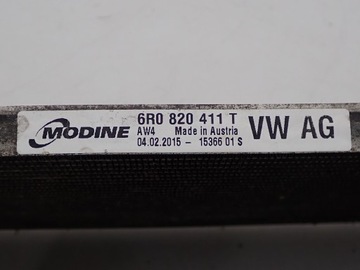 MODINE
6R0 820 411 T
AW4 Made in Austria
04.02.2015 - 15366 01 S
VW AG